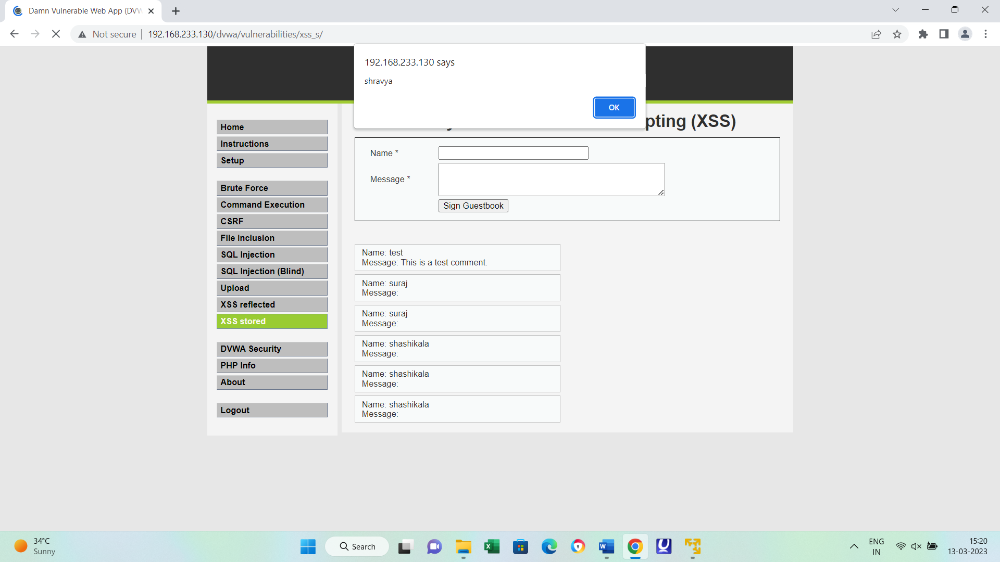 Damn Vulnerable Web App (DVW
Not secure
192.168.233.130/dvwa/vulnerabilities/xss_s/
192.168.233.130 says
shravya
OK
pting (XSS)
Home
Instructions
Setup
Brute Force
Command Execution
CSRF
File Inclusion
SQL Injection
SQL Injection (Blind)
Upload
XSS reflected
XSS stored
DVWA Security
PHP Info
About
Logout
Name *
Message *
Sign Guestbook
Name: test
Message: This is a test comment.
Name: suraj
Message:
Name: suraj
Message:
Name: shashikala
Message:
Name: shashikala
Message:
Name: shashikala
Message:
34°C
Sunny
Search
ENG
IN
15:20
13-03-2023